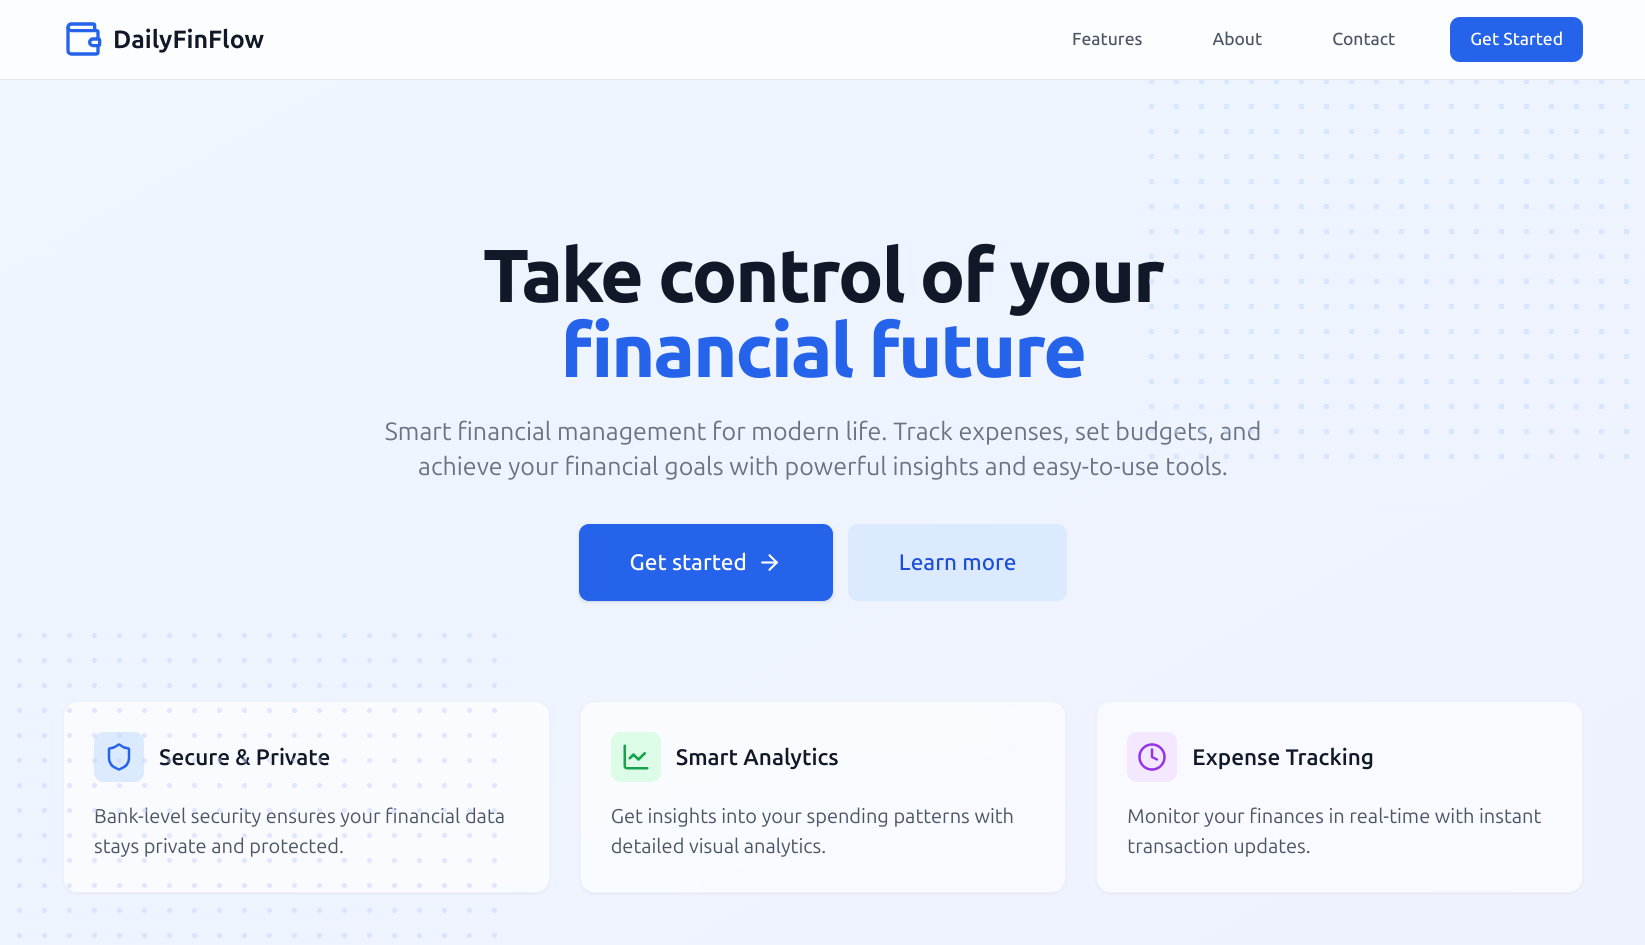 DailyFinFlow
Features
About
Contact
Get Started
Take control of your
financial future
Smart financial management for modern life. Track expenses, set budgets, and
achieve your financial goals with powerful insights and easy-to-use tools.
Get started
Learn more
Secure & Private
Bank-level security ensures your financial data
stays private and protected.
Smart Analytics
Get insights into your spending patterns with
detailed visual analytics.
Expense Tracking
Monitor your finances in real-time with instant
transaction updates.